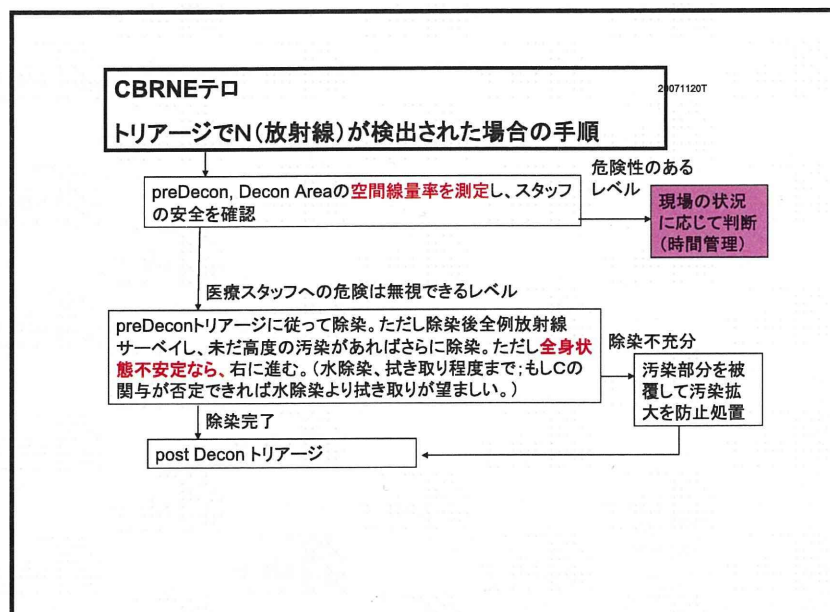 CBRNEテロ
20071120T
トリアージでN(放射線)が検出された場合の手順
危険性のある
レベル
preDecon, Decon Areaの空間線量率を測定し、スタッフ
の安全を確認
現場の状況
に応じて判断
(時間管理)
医療スタッフへの危険は無視できるレベル
preDeconトリアージに従って除染。ただし除染後全例放射線
サーベイし、未だ高度の汚染があればさらに除染。ただし全身状
態不安定なら、右に進む。(水除染、拭き取り程度まで;もしCの
関与が否定できれば水除染より拭き取りが望ましい。)
除染不充分
汚染部分を被
覆して汚染拡
大を防止処置
除染完了
post Decon トリアージ